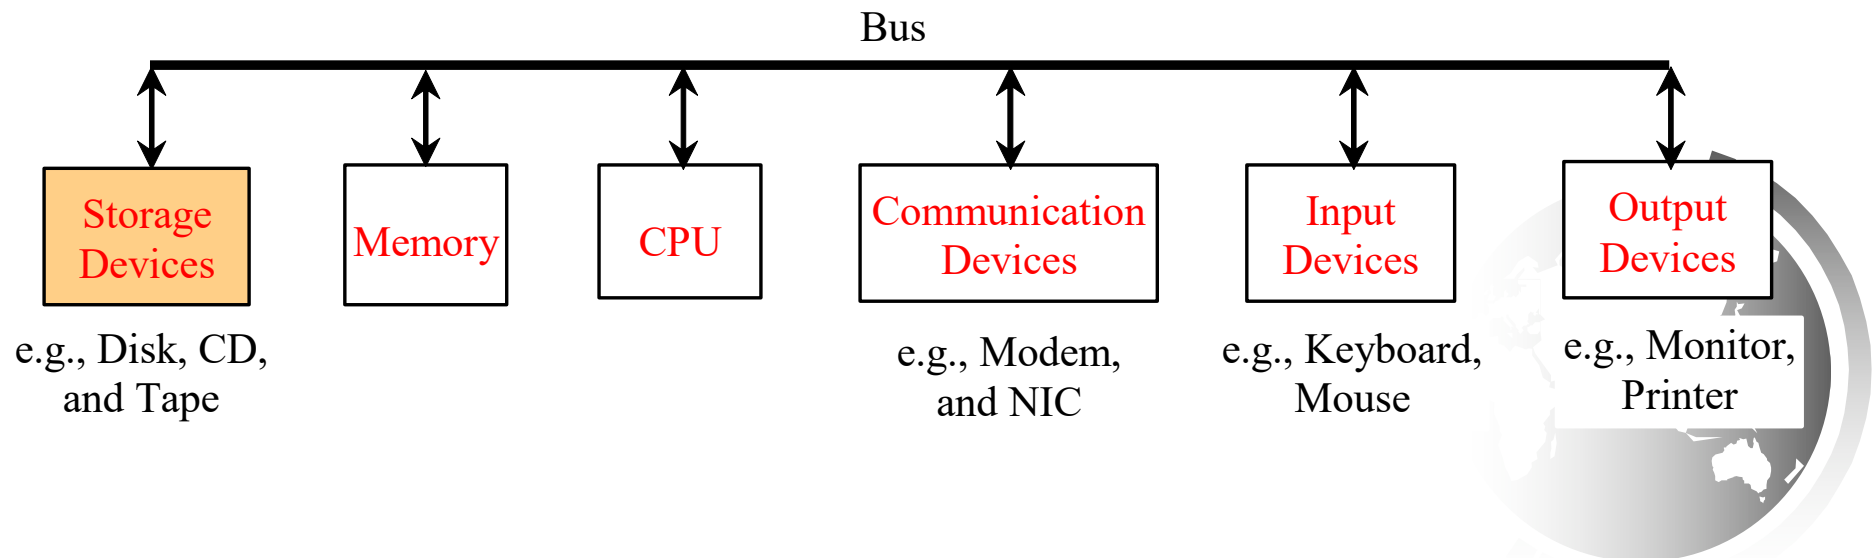 Bus
Storage
Devices
Memory
CPU
Communication
Devices
Input
Devices
Output
Devices
e.g., Disk, CD,
and Tape
e.g., Modem,
and NIC
e.g., Keyboard,
Mouse
e.g., Monitor,
Printer